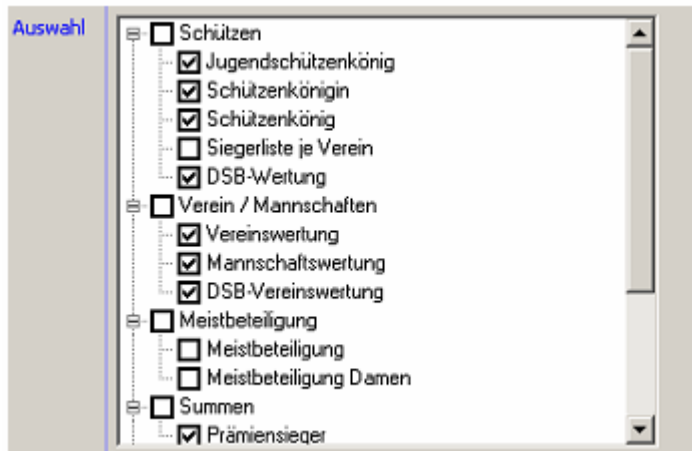 Auswahl
Schützen
Jugendschützenkönig
Schützenkönigin
Schützenkönig
Siegerliste je Verein
DSB-Wertung
Verein / Mannschaften
Vereinswertung
Mannschaftswertung
DSB-Vereinswertung
Meistbeteiligung
Meistbeteiligung
Meistbeteiligung Damen
Summen
Prämiensieger